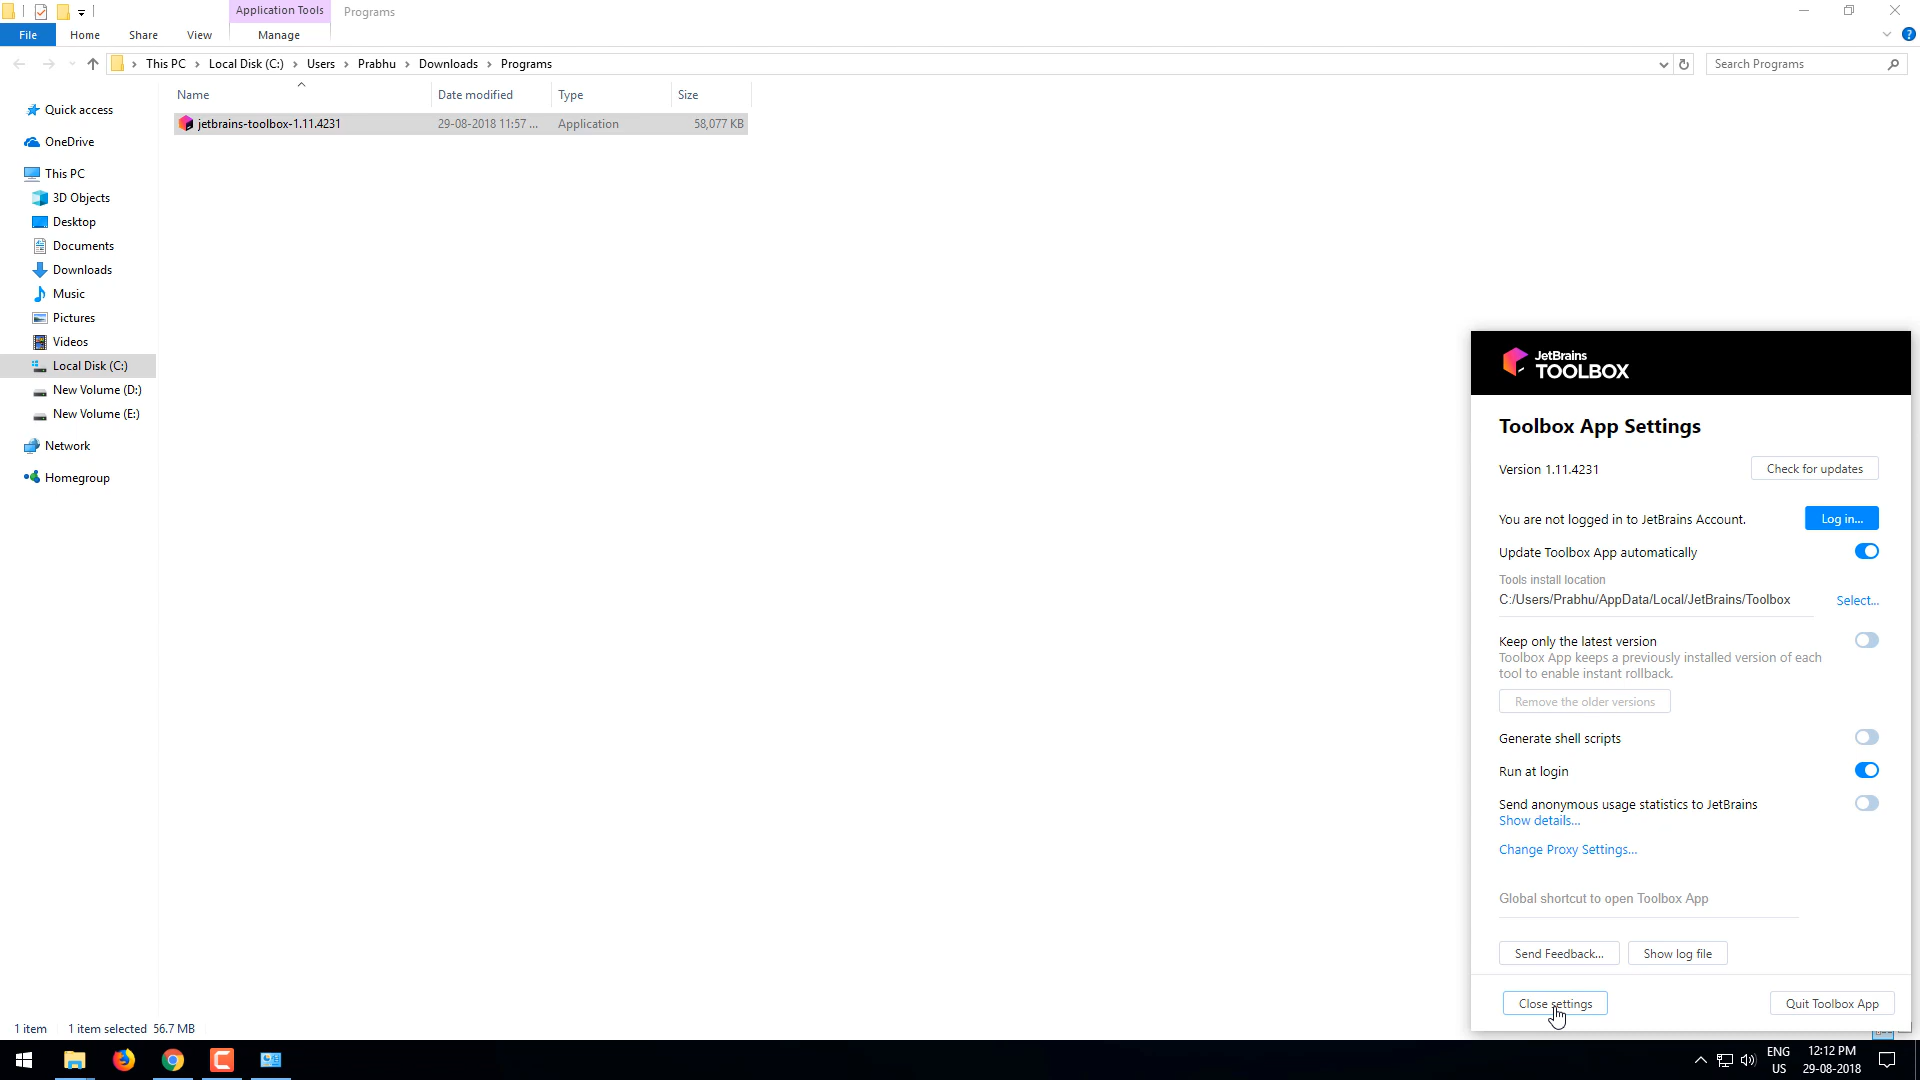 Application Tools
Programs
File
Home
Share
View
Manage
This PC
Local Disk (C:)
Users
Prabhu
Downloads
Programs
Search Programs
Name
Date modified
Type
Size
jetbrains-toolbox-1.11.4231
29-08-2018 11:57 ...
Application
58,077 KB
Quick access
OneDrive
This PC
3D Objects
Desktop
Documents
Downloads
Music
Pictures
Videos
Local Disk (C:)
New Volume (D:)
New Volume (E:)
Network
Homegroup
JetBrains
TOOLBOX
Toolbox App Settings
Version 1.11.4231
Check for updates
You are not logged in to JetBrains Account.
Log in...
Update Toolbox App automatically
Tools install location
C:/Users/Prabhu/AppData/Local/JetBrains/Toolbox
Select...
Keep only the latest version
Toolbox App keeps a previously installed version of each
tool to enable instant rollback.
Remove the older versions
Generate shell scripts
Run at login
Send anonymous usage statistics to JetBrains
Show details...
Change Proxy Settings...
Global shortcut to open Toolbox App
Send Feedback...
Show log file
Close settings
Quit Toolbox App
1 item
1 item selected 56.7 MB
ENG
US
12:12 PM
29-08-2018